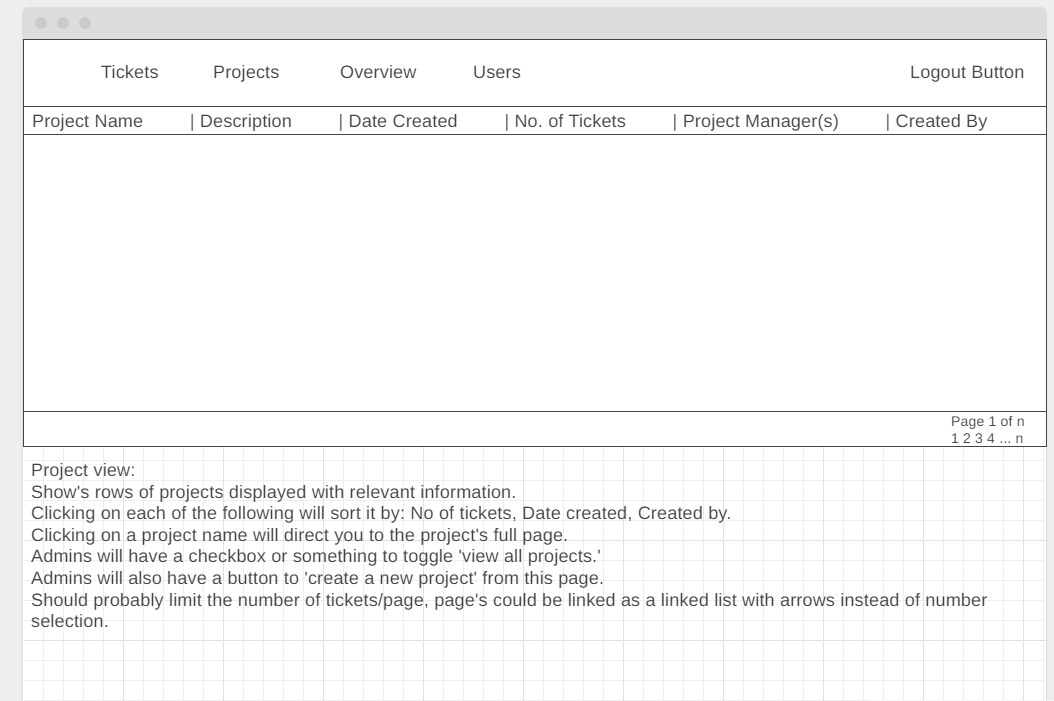 Tickets Projects Overview Users Logout Button
Project Name | Description | Date Created | No. of Tickets | Project Manager(s) | Created By
Page 1 of n
1 2 3 4 ... n
Project view:
Show's rows of projects displayed with relevant information.
Clicking on each of the following will sort it by: No of tickets, Date created, Created by.
Clicking on a project name will direct you to the project's full page.
Admins will have a checkbox or something to toggle 'view all projects.'
Admins will also have a button to 'create a new project' from this page.
Should probably limit the number of tickets/page, page's could be linked as a linked list with arrows instead of number
selection.